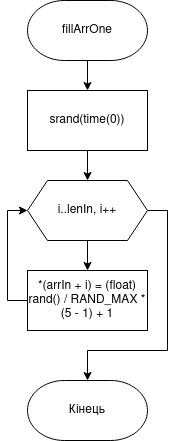 fillArrOne
srand(time(0))
i..lenIn, i++
*(arrIn + i) = (float)
rand() / RAND_MAX *
(5 - 1) + 1
Кінець